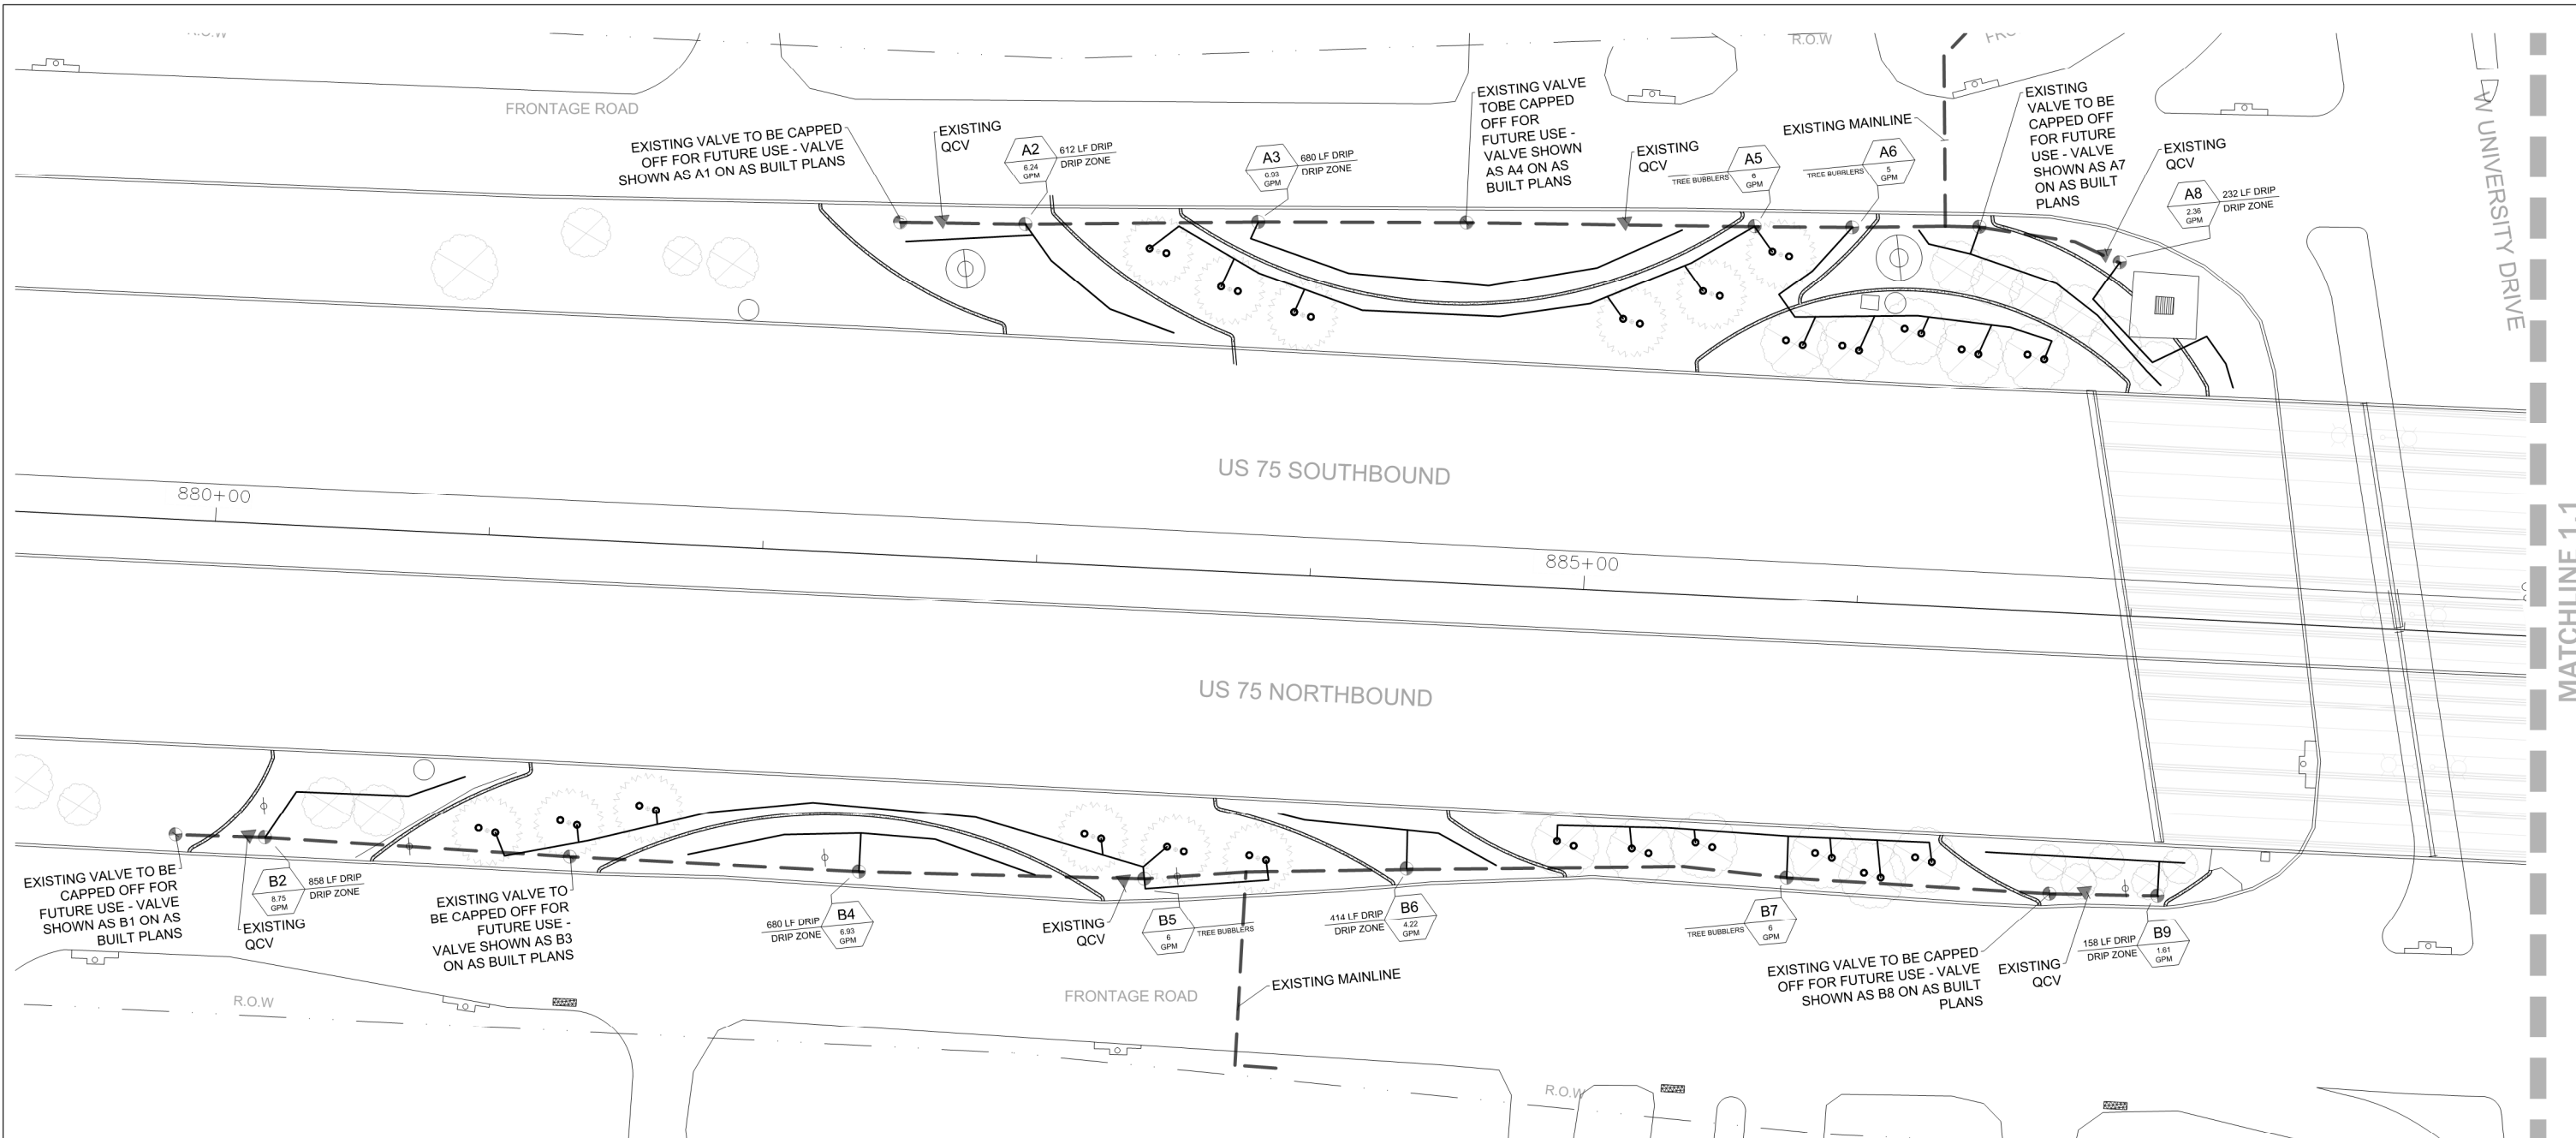 R.O.W
R.O.W
FRONTAGE ROAD
EXISTING VALVE TO BE CAPPED
OFF FOR FUTURE USE - VALVE
SHOWN AS A1 ON AS BUILT PLANS
EXISTING
QCV
A2
6.24
GPM
612 LF DRIP
DRIP ZONE
A3
6.93
GPM
680 LF DRIP
DRIP ZONE
EXISTING VALVE
TOBE CAPPED
OFF FOR
FUTURE USE -
VALVE SHOWN
AS A4 ON AS
BUILT PLANS
EXISTING
QCV
A5
6
GPM
TREE BUBBLERS
EXISTING MAINLINE
A6
5
GPM
TREE BUBBLERS
EXISTING
VALVE TO BE
CAPPED OFF
FOR FUTURE
USE - VALVE
SHOWN AS A7
ON AS BUILT
PLANS
EXISTING
QCV
A8
2.36
GPM
232 LF DRIP
DRIP ZONE
W UNIVERSITY DRIVE
US 75 SOUTHBOUND
880+00
885+00
MATCHLINE 1.1
US 75 NORTHBOUND
EXISTING VALVE TO BE
CAPPED OFF FOR
FUTURE USE - VALVE
SHOWN AS B1 ON AS
BUILT PLANS
EXISTING
QCV
B2
8.75
GPM
858 LF DRIP
DRIP ZONE
EXISTING VALVE TO
BE CAPPED OFF FOR
FUTURE USE -
VALVE SHOWN AS B3
ON AS BUILT PLANS
680 LF DRIP
DRIP ZONE
B4
6.93
GPM
EXISTING
QCV
B5
6
GPM
TREE BUBBLERS
414 LF DRIP
DRIP ZONE
B6
4.22
GPM
TREE BUBBLERS
B7
6
GPM
EXISTING VALVE TO BE CAPPED
OFF FOR FUTURE USE - VALVE
SHOWN AS B8 ON AS BUILT
PLANS
EXISTING
QCV
158 LF DRIP
DRIP ZONE
B9
1.61
GPM
EXISTING MAINLINE
FRONTAGE ROAD
R.O.W
R.O.W